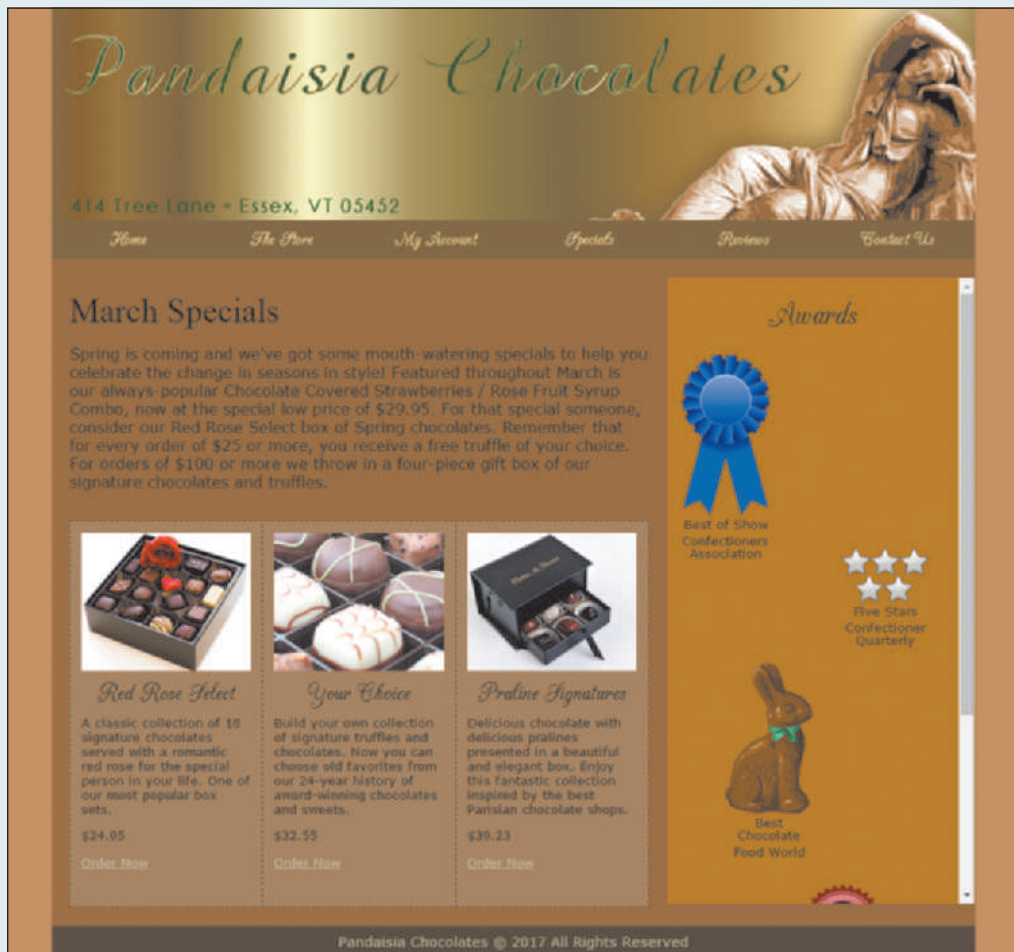 Pandaisia Chocolates
414 Tree Lane • Essex, VT 05452
Home The Store My Account Specials Reviews Contact Us
March Specials
Spring is coming and we've got some mouth-watering specials to help you
celebrate the change in seasons in style! Featured throughout March is
our always-popular Chocolate Covered Strawberries / Rose Fruit Syrup
Combo, now at the special low price of $29.95. For that special someone,
consider our Red Rose Select box of Spring chocolates. Remember that
for every order of $25 or more, you receive a free truffle of your choice.
For orders of $100 or more we throw in a four-piece gift box of our
signature chocolates and truffles.
Red Rose Select
A classic collection of 18
signature chocolates
served with a romantic
red rose for the special
person in your life. One of
our most popular box
sets.
$24.95
Order Now
Your Choice
Build your own collection
of signature truffles and
chocolates. Now you can
choose old favorites from
our 24-year history of
award-winning chocolates
and sweets.
$32.55
Order Now
Praline Signatures
Delicious chocolate with
delicious pralines
presented in a beautiful
and elegant box. Enjoy
this fantastic collection
inspired by the best
Parisian chocolate shops.
$39.23
Order Now
Awards
Best of Show
Confectioners
Association
Five Stars
Confectioner
Quarterly
Best
Chocolate
Food World
Pandaisia Chocolates © 2017 All Rights Reserved